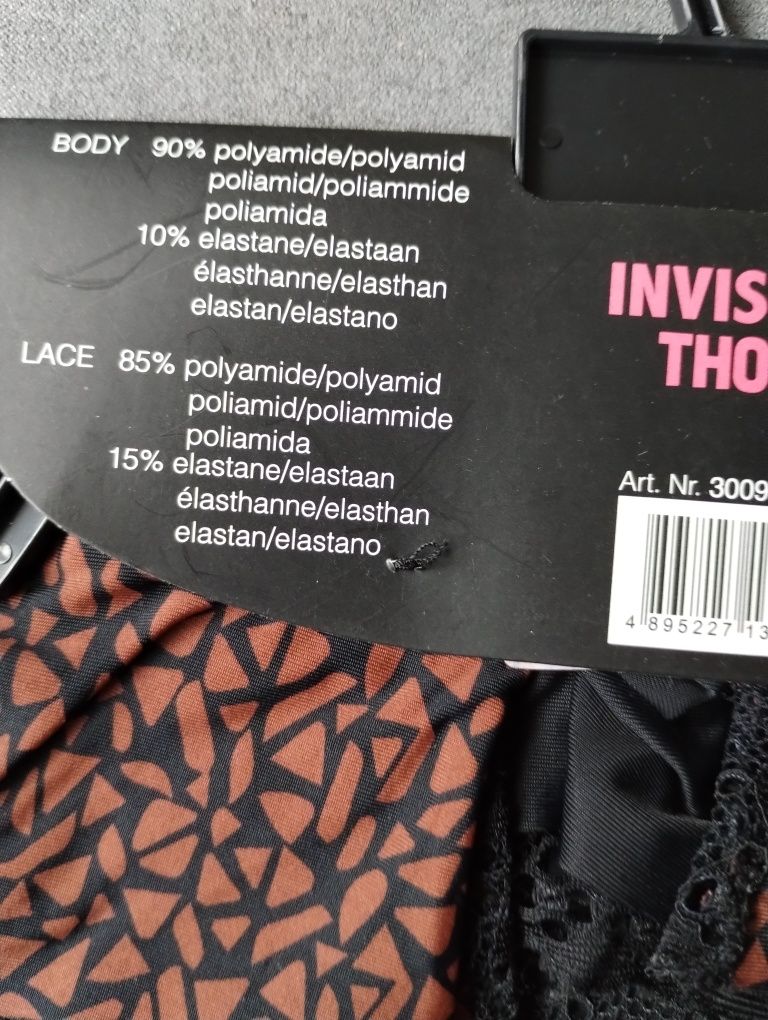 BODY 90% polyamide/polyamid
poliamid/poliammide
poliamida
10% elastane/elastaan
élasthanne/elasthan
elastan/elastano
LACE 85% polyamide/polyamid
poliamid/poliammide
poliamida
15% elastane/elastaan
élasthanne/elasthan
elastan/elastano
INVIS
THO
Art. Nr. 3009
4 895227 13